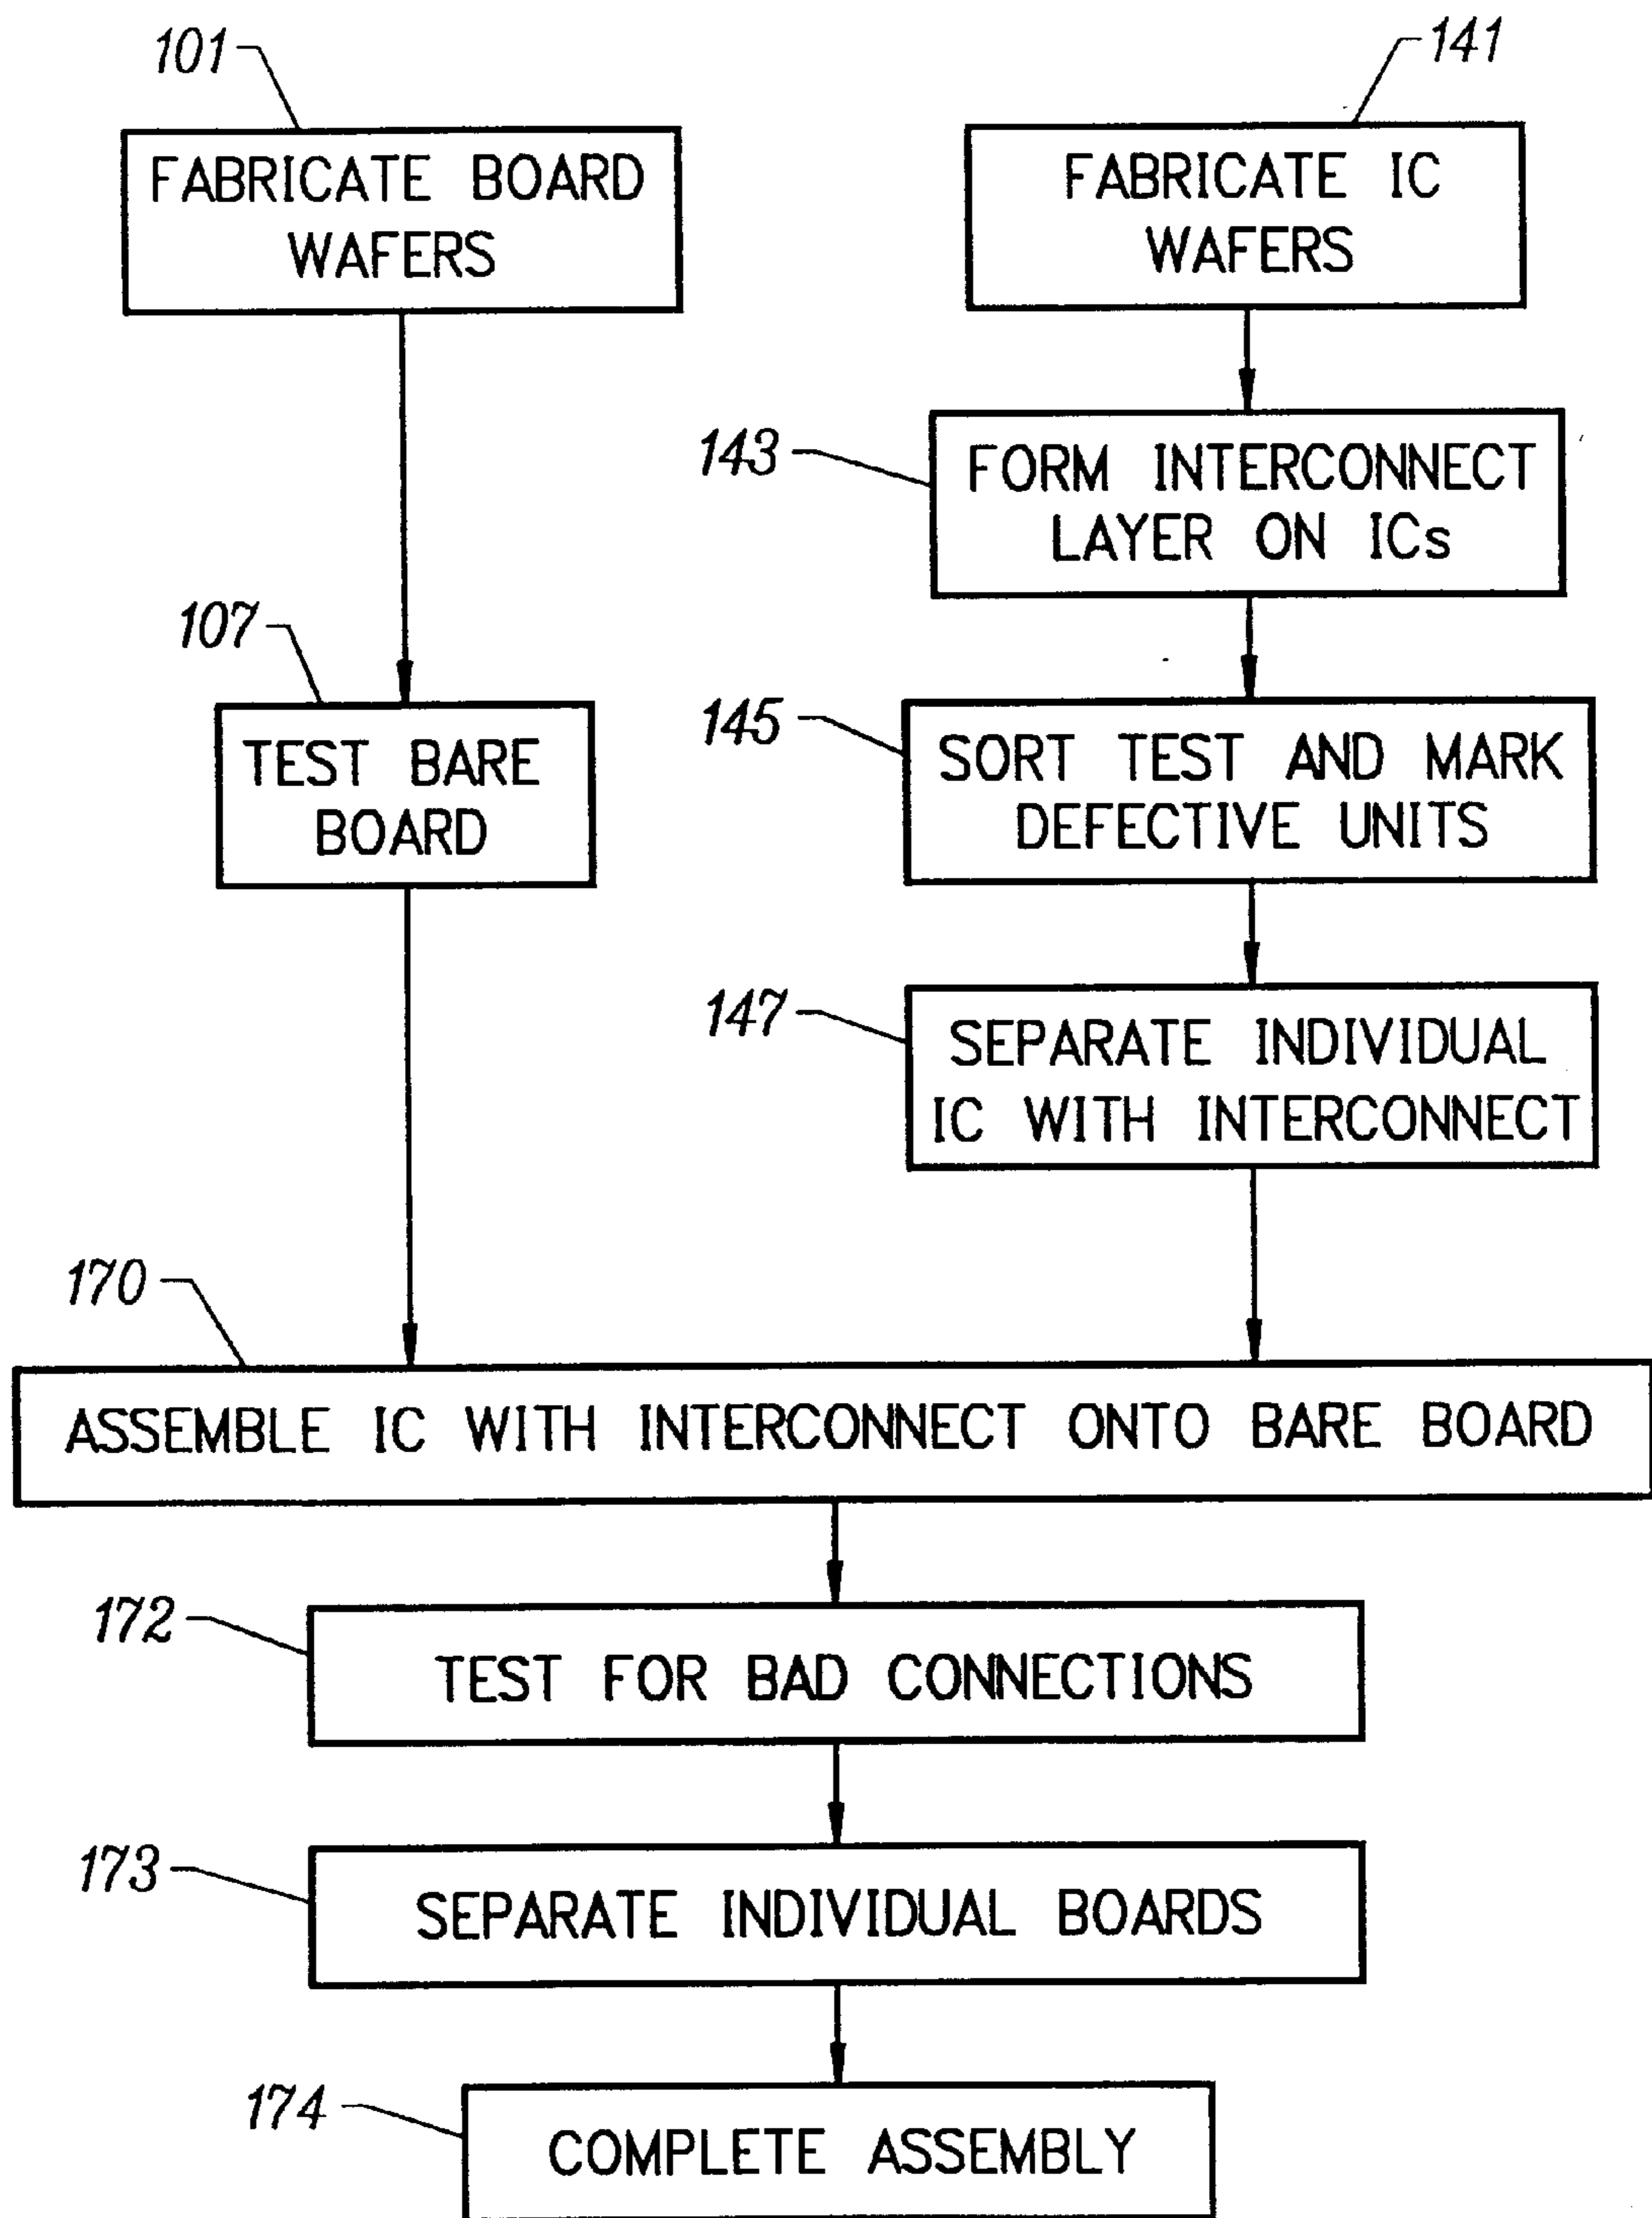 101
FABRICATE BOARD
WAFERS
141
FABRICATE IC
WAFERS
143
FORM INTERCONNECT
LAYER ON ICs
107
TEST BARE
BOARD
145
SORT TEST AND MARK
DEFECTIVE UNITS
147
SEPARATE INDIVIDUAL
IC WITH INTERCONNECT
170
ASSEMBLE IC WITH INTERCONNECT ONTO BARE BOARD
172
TEST FOR BAD CONNECTIONS
173
SEPARATE INDIVIDUAL BOARDS
174
COMPLETE ASSEMBLY